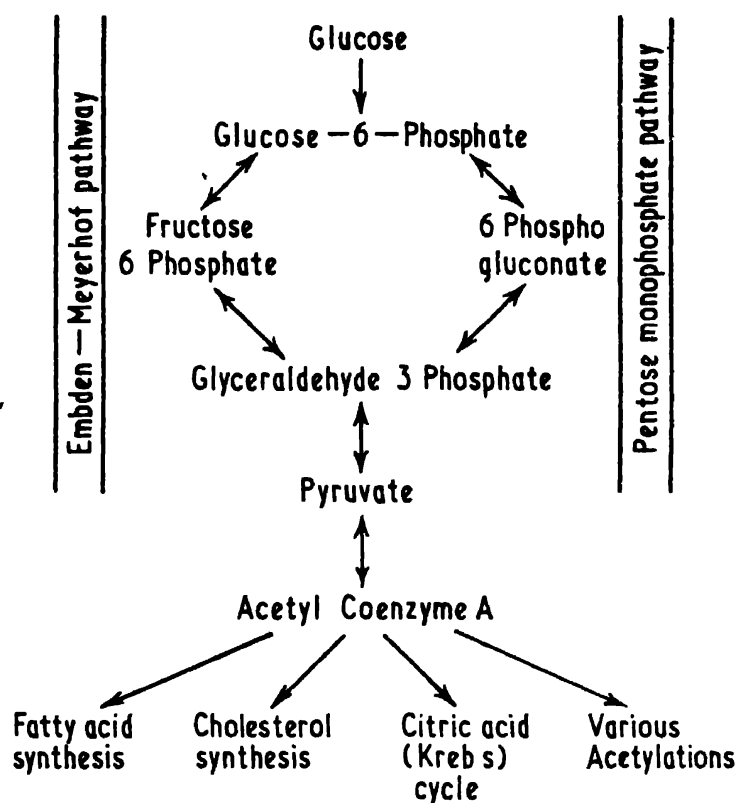 Glucose
Glucose – 6 – Phosphate
Embden – Meyerhof pathway
Fructose
6 Phosphate
6 Phospho
gluconate
Pentose monophosphate pathway
Glyceraldehyde 3 Phosphate
Pyruvate
Acetyl Coenzyme A
Fatty acid
synthesis
Cholesterol
synthesis
Citric acid
(Kreb s)
cycle
Various
Acetylations